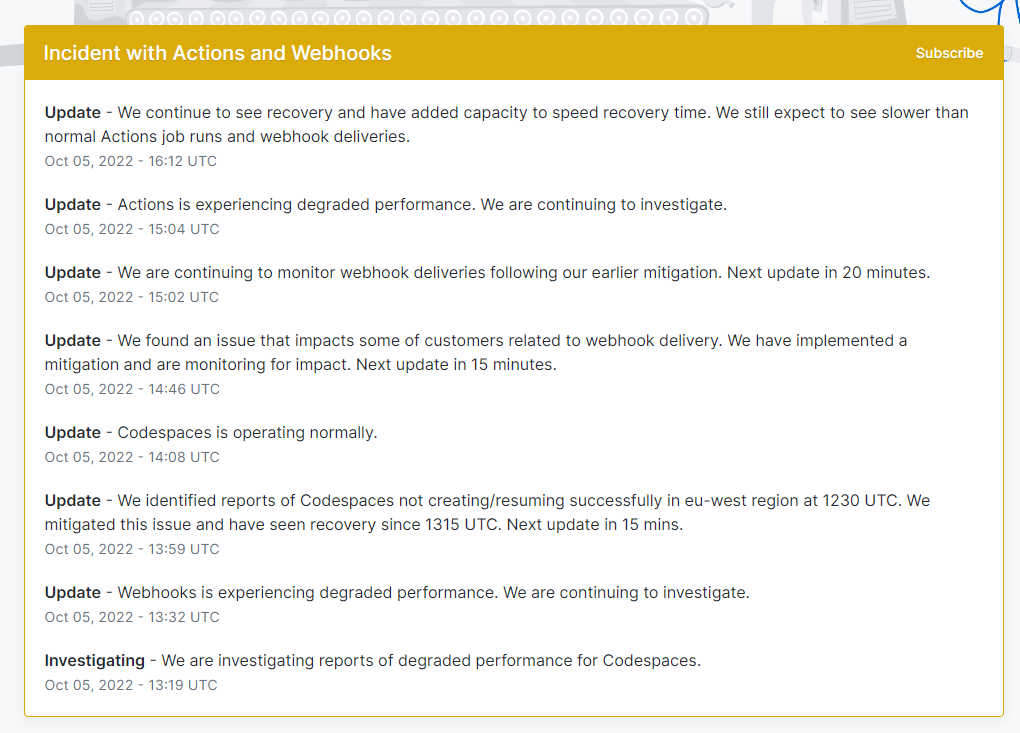 Incident with Actions and Webhooks
Subscribe
Update - We continue to see recovery and have added capacity to speed recovery time. We still expect to see slower than
normal Actions job runs and webhook deliveries.
Oct 05, 2022 - 16:12 UTC
Update - Actions is experiencing degraded performance. We are continuing to investigate.
Oct 05, 2022 - 15:04 UTC
Update - We are continuing to monitor webhook deliveries following our earlier mitigation. Next update in 20 minutes.
Oct 05, 2022 - 15:02 UTC
Update - We found an issue that impacts some of customers related to webhook delivery. We have implemented a
mitigation and are monitoring for impact. Next update in 15 minutes.
Oct 05, 2022 - 14:46 UTC
Update - Codespaces is operating normally.
Oct 05, 2022 - 14:08 UTC
Update - We identified reports of Codespaces not creating/resuming successfully in eu-west region at 1230 UTC. We
mitigated this issue and have seen recovery since 1315 UTC. Next update in 15 mins.
Oct 05, 2022 - 13:59 UTC
Update - Webhooks is experiencing degraded performance. We are continuing to investigate.
Oct 05, 2022 - 13:32 UTC
Investigating - We are investigating reports of degraded performance for Codespaces.
Oct 05, 2022 - 13:19 UTC